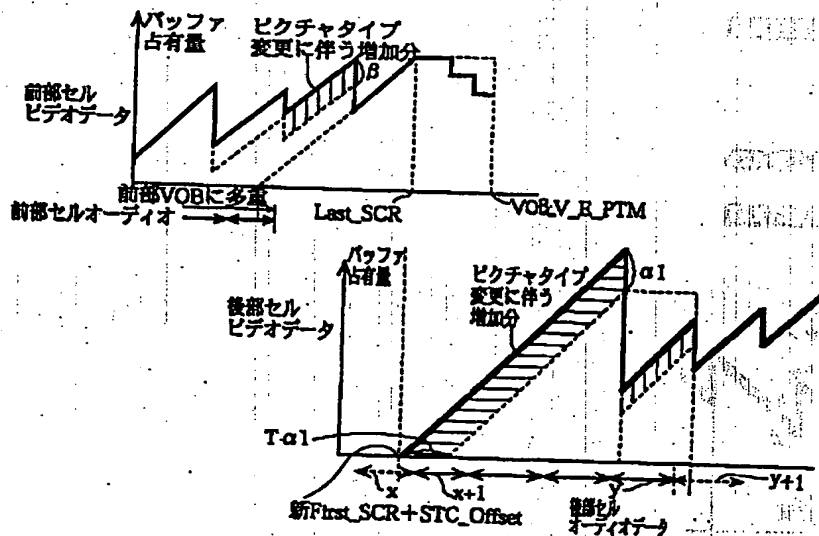 バッファ
占有量
ピクチャタイプ
変更に伴う増加分
β
前部セル
ビデオデータ
前部VOBに多重
前部セルオーディオ
Last_SCR
VOB_V_E_PTM
バッファ
占有量
ピクチャタイプ
変更に伴う
増加分
α1
後部セル
ビデオデータ
T-α1
x
x+1
y
y+1
新First_SCR+STC_Offset
後部セル
オーディオデータ